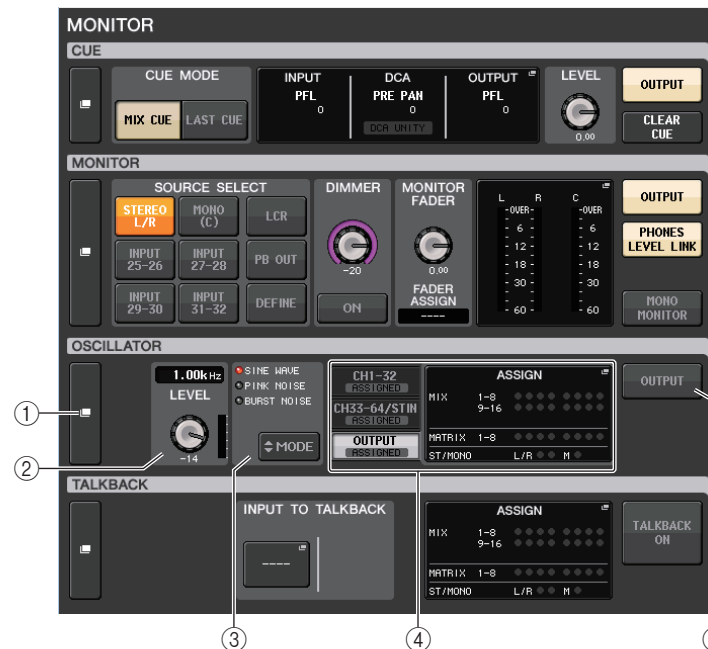 MONITOR
CUE
CUE MODE
MIX CUE
LAST CUE
INPUT
PFL
0
DCA
PRE PAN
0
DCA UNITY
OUTPUT
PFL
0
LEVEL
0.00
OUTPUT
CLEAR
CUE
MONITOR
SOURCE SELECT
STEREO
L/R
MONO
(C)
LCR
INPUT
25-26
INPUT
27-28
PB OUT
INPUT
29-30
INPUT
31-32
DEFINE
DIMMER
-20
ON
MONITOR
FADER
0.00
FADER
ASSIGN
----
L R C
-OVER- -OVER
- 6 - - 6
- 12 - - 12
- 18 - - 18
- 30 - - 30
- 60 - - 60
OUTPUT
PHONES
LEVEL LINK
MONO
MONITOR
OSCILLATOR
1.00kHz
LEVEL
-14
SINE WAVE
PINK NOISE
BURST NOISE
MODE
CH1-32
ASSIGNED
CH33-64/STIN
ASSIGNED
OUTPUT
ASSIGNED
ASSIGN
MIX 1-8
9-16
MATRIX 1-8
ST/MONO L/R M
OUTPUT
1
2
TALKBACK
INPUT TO TALKBACK
----
ASSIGN
MIX 1-8
9-16
MATRIX 1-8
ST/MONO L/R M
TALKBACK
ON
3
4